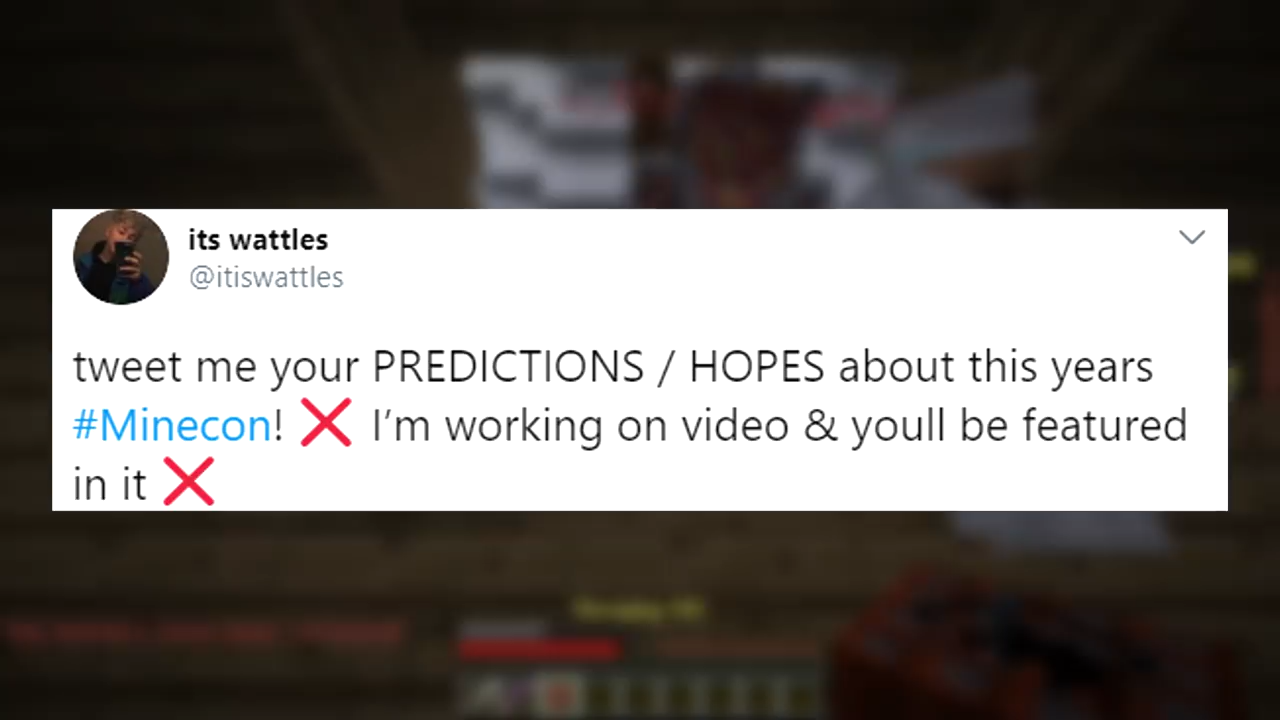 its wattles
@itiswattles
tweet me your PREDICTIONS / HOPES about this years
#Minecon! ❌ I’m working on video & youll be featured
in it ❌